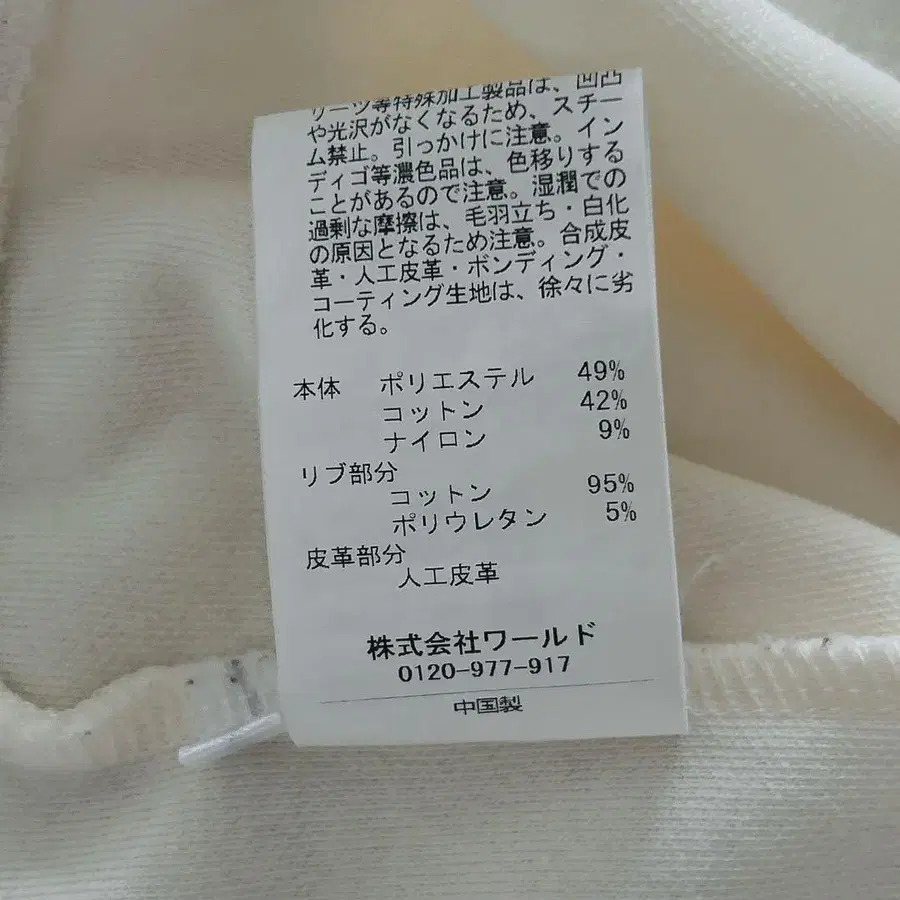 リーツ等特殊加工製品は、凹凸
や光沢がなくなるため、スチー
ム禁止。引っかけに注意。イン
ディゴ等濃色品は、色移りする
ことがあるので注意。湿潤での
過剰な摩擦は、毛羽立ち・白化
の原因となるため注意。合成皮
革・人工皮革・ボンディング・
コーティング生地は、徐々に劣
化する。
本体 ポリエステル 49%
コットン 42%
ナイロン 9%
リブ部分
コットン 95%
ポリウレタン 5%
皮革部分
人工皮革
株式会社ワールド
0120-977-917
中国製